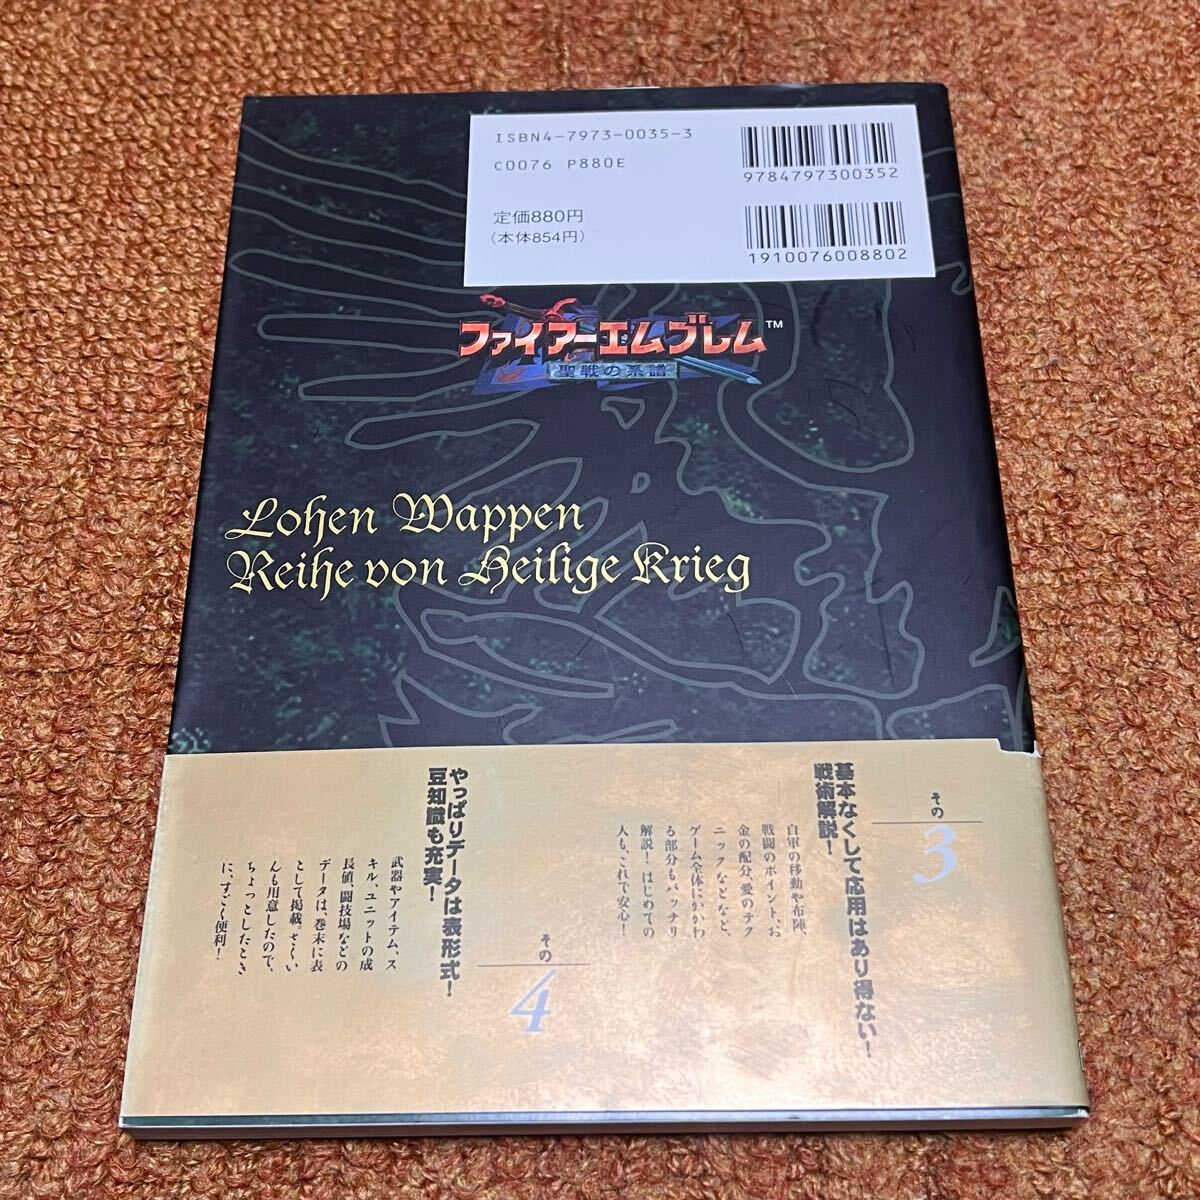 ISBN4-7973-0035-3
C0076 P880E
定価880円
(本体854円)
9784797300352
1910076008802
ファイアーエムブレム™
聖戦の系譜
Lohen Wappen
Reihe von Heilige Krieg
その
3
基本なくして応用はあり得ない!
戦術解説!
自軍の移動や布陣、
戦闘のポイント、お
金の配分、愛のテク
ニックなどなど、
ゲーム全体にかかわ
る部分もバッチリ
解説!はじめての
人も、これで安心!
その
4
やっぱりデータは表形式!
豆知識も充実!
武器やアイテム、ス
キル、ユニットの成
長値、闘技場などの
データは、巻末に表
として掲載。さくい
んも用意したので、
ちょっとしたとき
に、すごく便利!